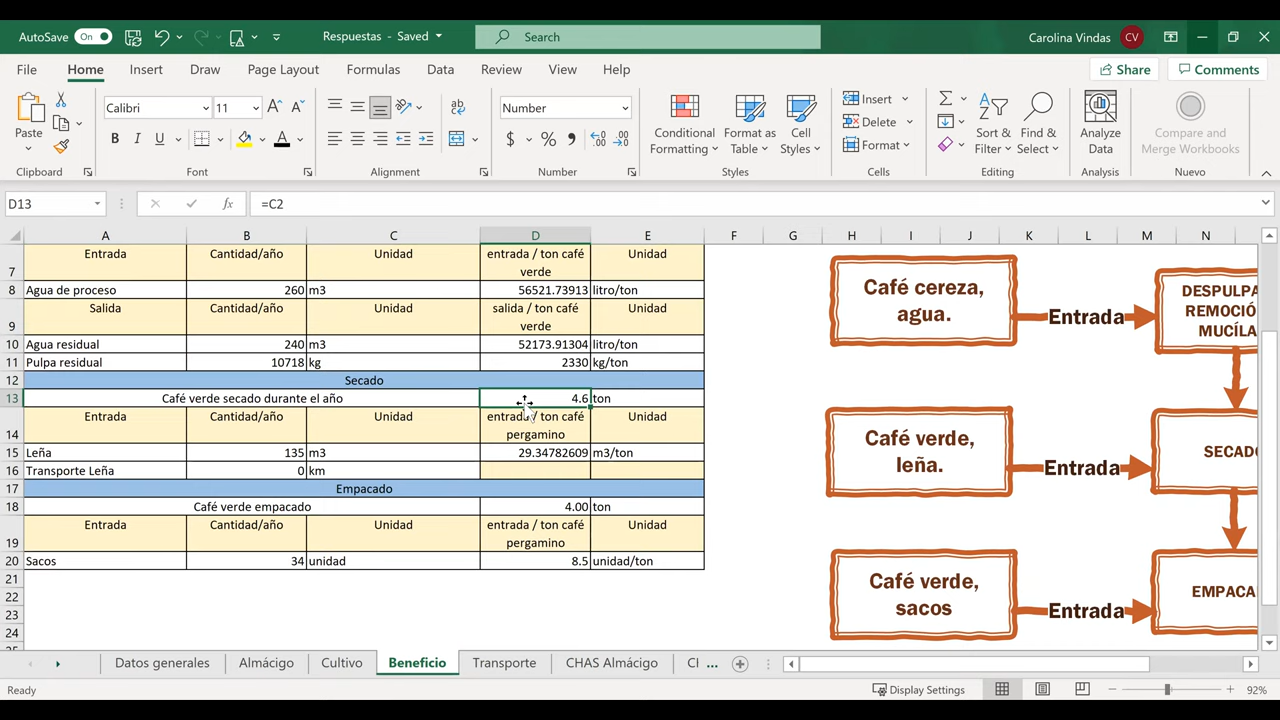 AutoSave On
Respuestas - Saved
Search
Carolina Vindas CV
File Home Insert Draw Page Layout Formulas Data Review View Help
Share Comments
Paste
Clipboard
Calibri 11
B I U
Font
ab
Alignment
Number
$ % 
Number
Conditional Formatting
Format as Table
Cell Styles
Styles
Insert
Delete
Format
Cells
Sort & Filter
Find & Select
Editing
Analyze Data
Analysis
Compare and Merge Workbooks
Nuevo
D13 fx =C2
A B C D E F G H I J K L M N
7 Entrada Cantidad/año Unidad entrada / ton café verde Unidad
8 Agua de proceso 260 m3 56521.73913 litro/ton
9 Salida Cantidad/año Unidad salida / ton café verde Unidad
10 Agua residual 240 m3 52173.91304 litro/ton
11 Pulpa residual 10718 kg 2330 kg/ton
12 Secado
13 Café verde secado durante el año 4.6 ton
14 Entrada Cantidad/año Unidad entrada / ton café pergamino Unidad
15 Leña 135 m3 29.34782609 m3/ton
16 Transporte Leña 0 km
17 Empacado
18 Café verde empacado 4.00 ton
19 Entrada Cantidad/año Unidad entrada / ton café pergamino Unidad
20 Sacos 34 unidad 8.5 unidad/ton
21
22
23
24
Café cereza,
agua.
Entrada
DESPULPA
REMOCIÓ
MUCÍLA
Café verde,
leña.
Entrada
SECADO
Café verde,
sacos
Entrada
EMPACA
Datos generales Almácigo Cultivo Beneficio Transporte CHAS Almácigo CI ...
Ready
Display Settings
92%